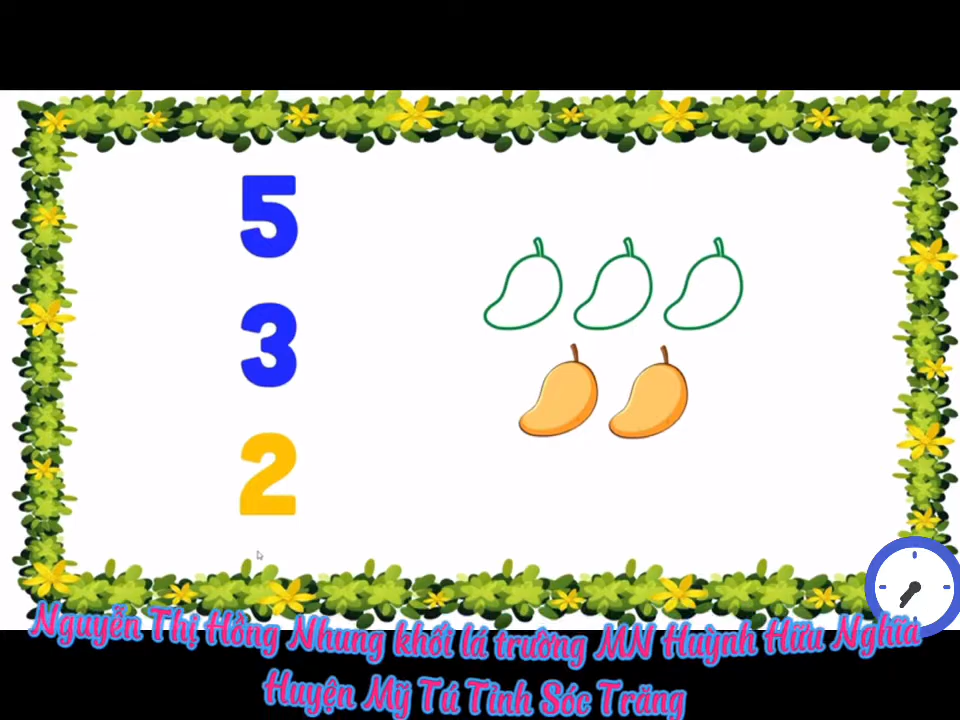 5
3
2
Nguyễn Thị Hồng Nhung khối lá trường MN Huỳnh Hữu Nghĩa
Huyện Mỹ Tú Tỉnh Sóc Trăng